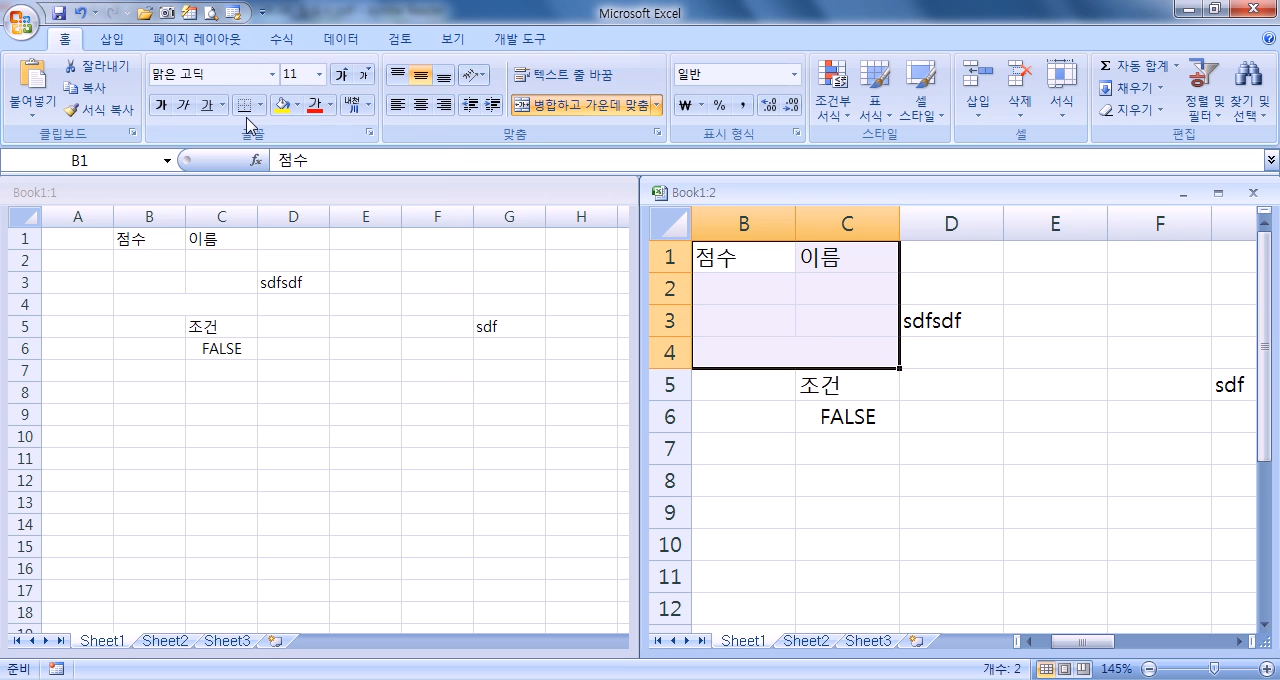 Microsoft Excel
홈 삽입 페이지 레이아웃 수식 데이터 검토 보기 개발 도구
붙여넣기
잘라내기
복사
서식 복사
클립보드
맑은 고딕 11 가 가
가 가 가 가 내천
글꼴
텍스트 줄 바꿈
병합하고 가운데 맞춤
맞춤
일반
₩ % , .00 .00
표시 형식
조건부 서식 표 서식 셀 스타일
스타일
삽입 삭제 서식
셀
Σ 자동 합계
채우기
지우기
정렬 및 필터 찾기 및 선택
편집
B1 fx 점수
Book1:1
A B C D E F G H
1 점수 이름
2
3 sdfsdf
4
5 조건 sdf
6 FALSE
7
8
9
10
11
12
13
14
15
16
17
18
Sheet1 Sheet2 Sheet3
Book1:2
B C D E F
1 점수 이름
2
3 sdfsdf
4
5 조건 sdf
6 FALSE
7
8
9
10
11
12
Sheet1 Sheet2 Sheet3
준비 개수: 2 145%